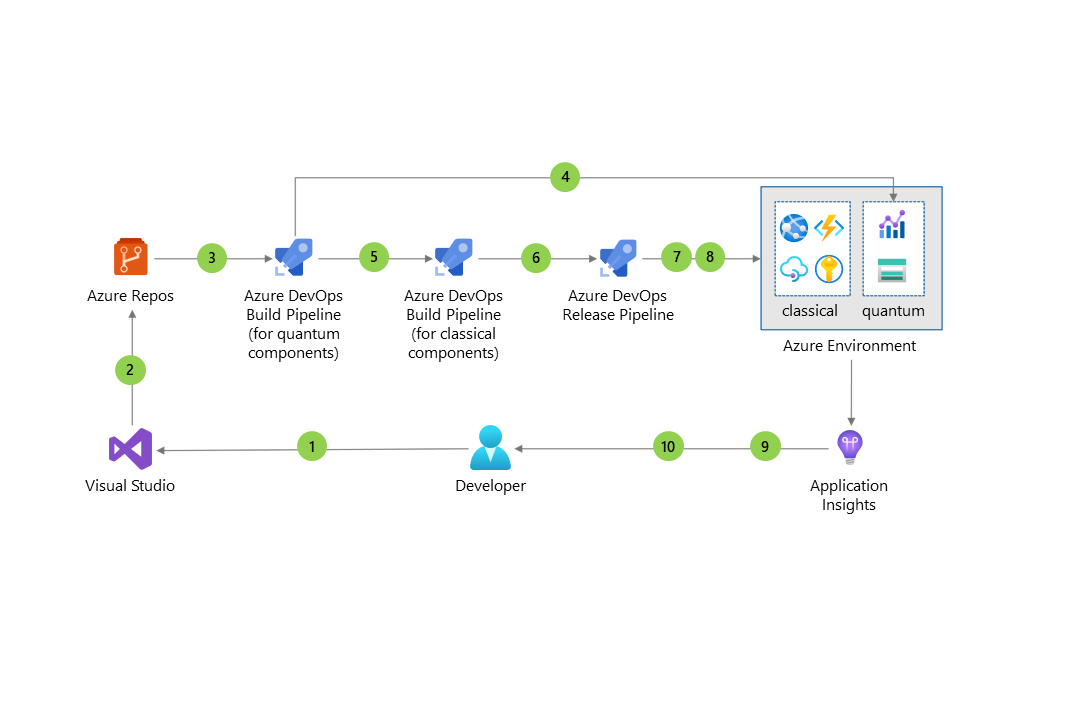 4
3
5
6
7
8
Azure Repos
Azure DevOps
Build Pipeline
(for quantum
components)
Azure DevOps
Build Pipeline
(for classical
components)
Azure DevOps
Release Pipeline
classical
quantum
Azure Environment
2
1
10
9
Visual Studio
Developer
Application
Insights